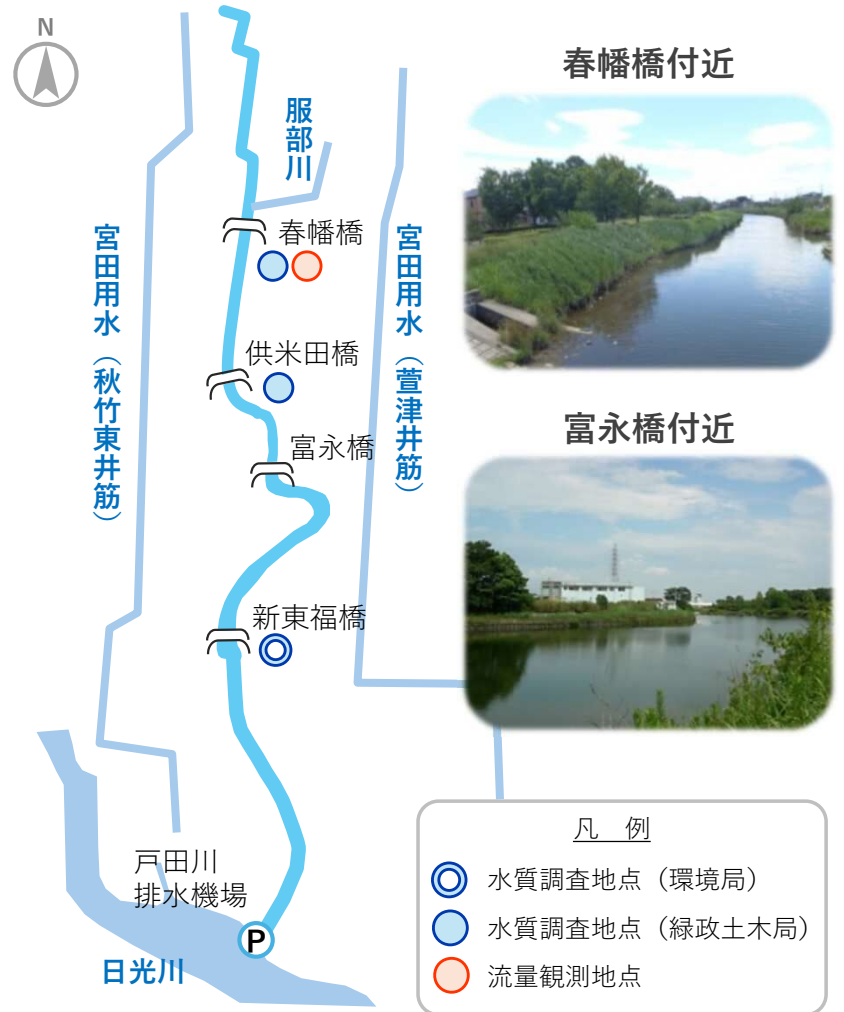 N
服部川
春幡橋付近
春幡橋
宮田用水（秋竹東井筋）
宮田用水（萱津井筋）
供米田橋
富永橋
富永橋付近
新東福橋
戸田川
排水機場
P
日光川
凡　例
水質調査地点（環境局）
水質調査地点（緑政土木局）
流量観測地点